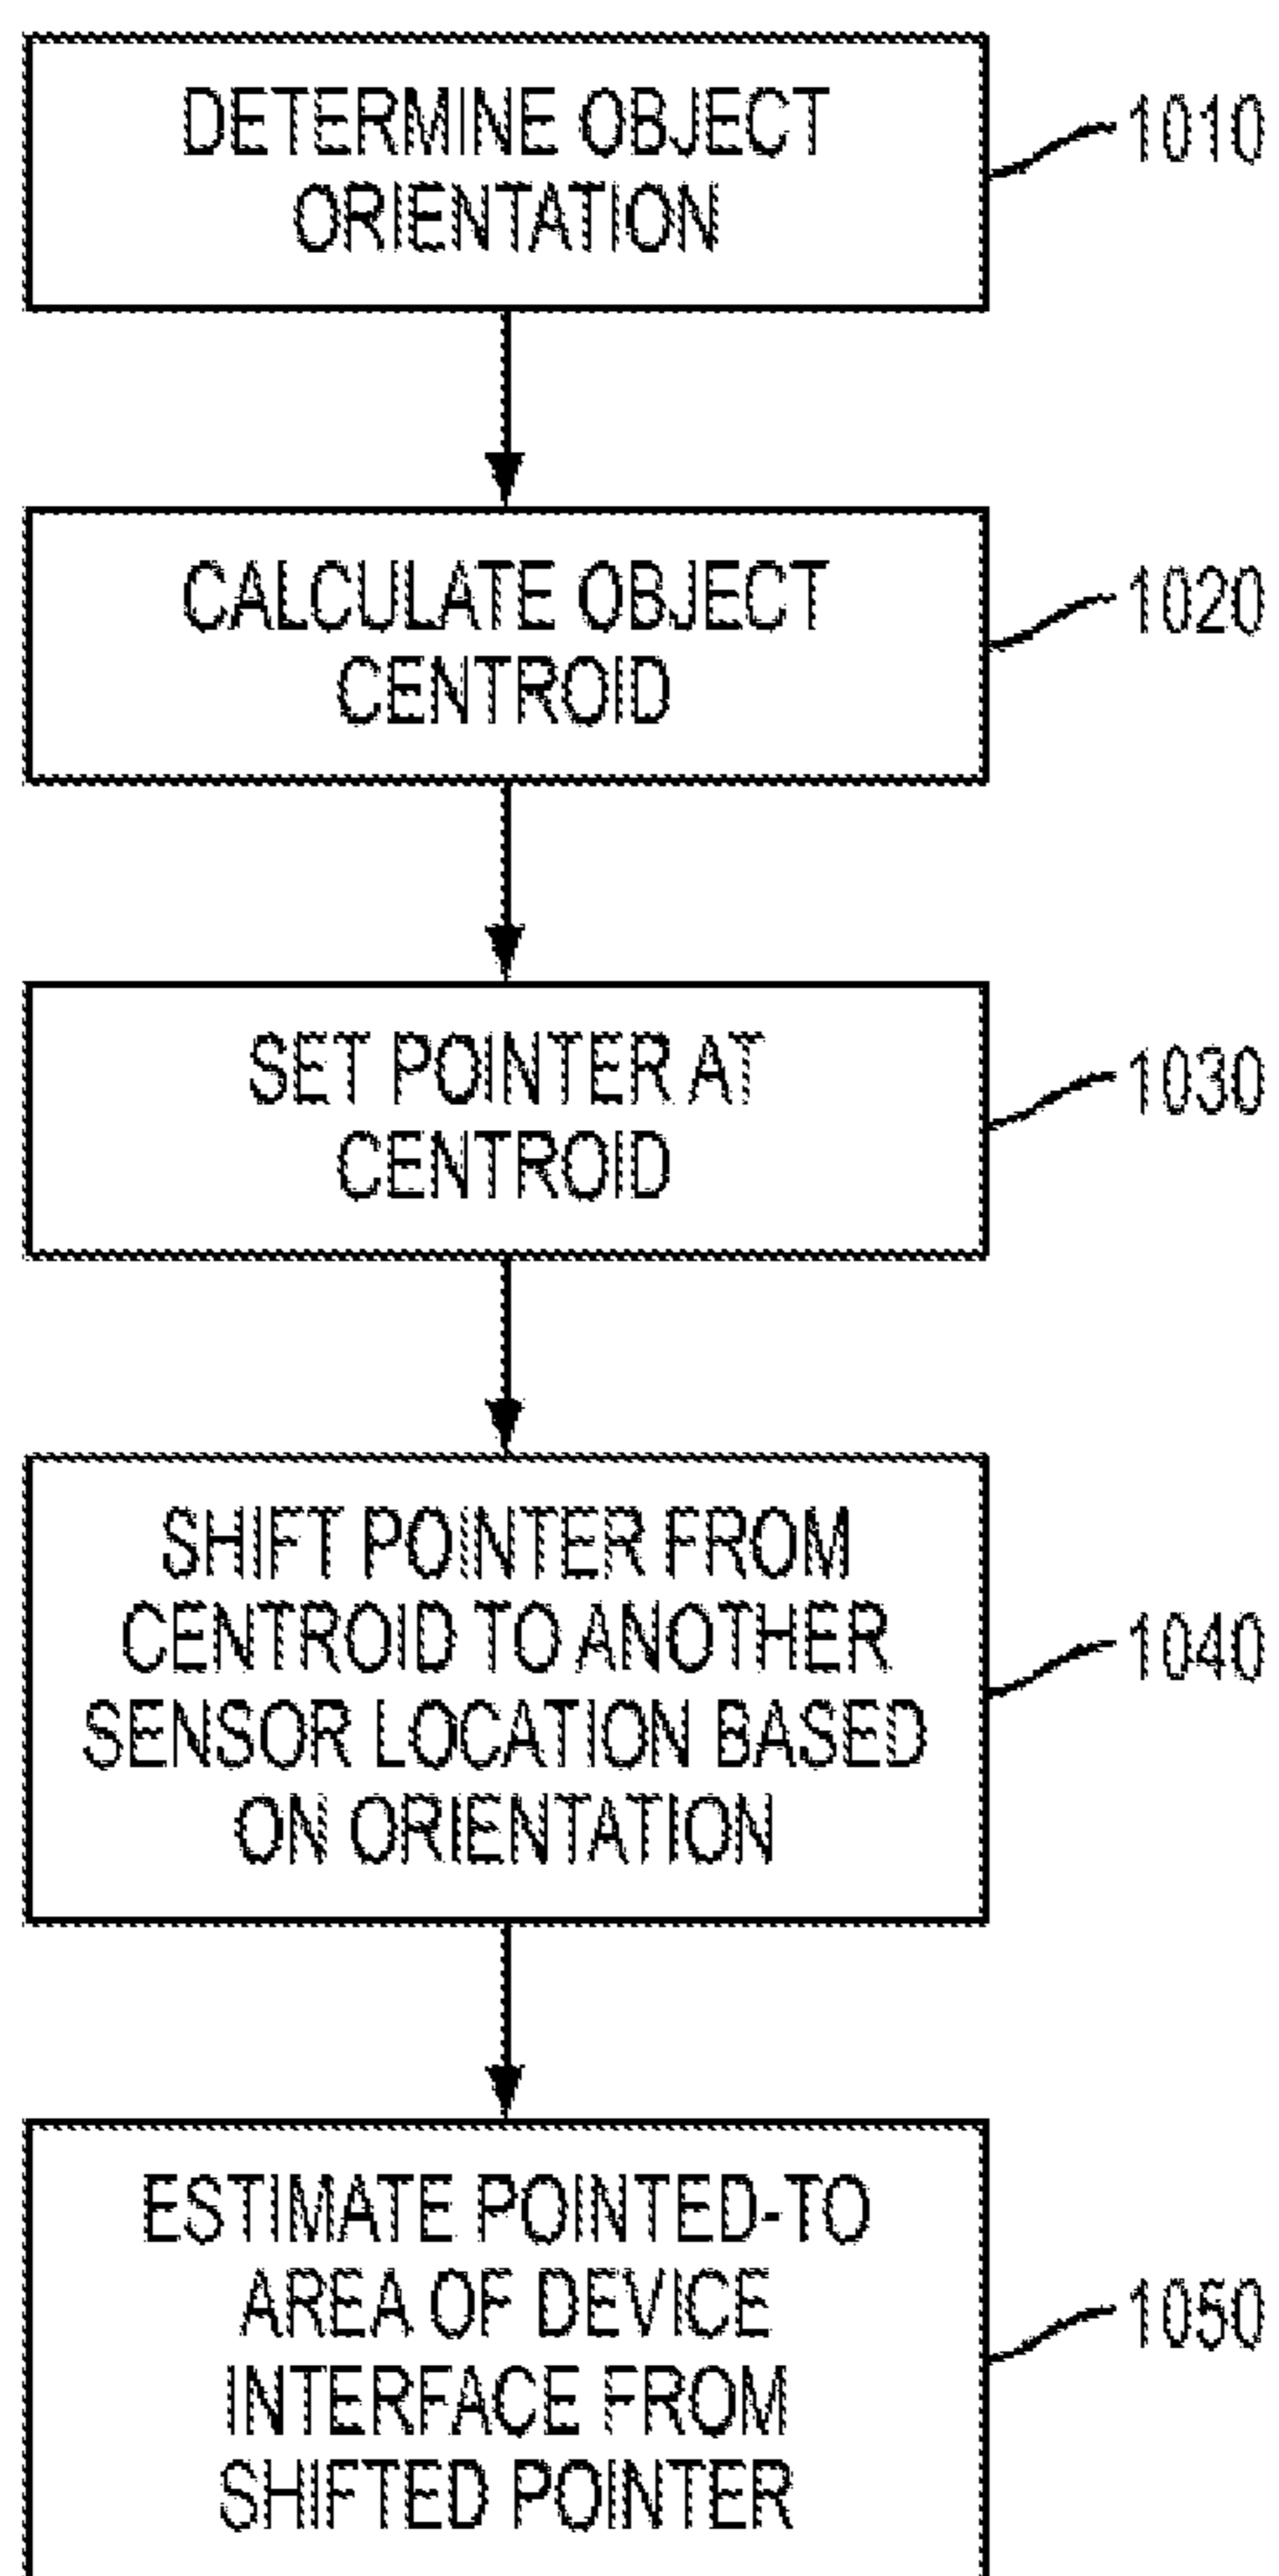 DETERMINE OBJECT
ORIENTATION
1010
CALCULATE OBJECT
CENTROID
1020
SET POINTER AT
CENTROID
1030
SHIFT POINTER FROM
CENTROID TO ANOTHER
SENSOR LOCATION BASED
ON ORIENTATION
1040
ESTIMATE POINTED-TO
AREA OF DEVICE
INTERFACE FROM
SHIFTED POINTER
1050